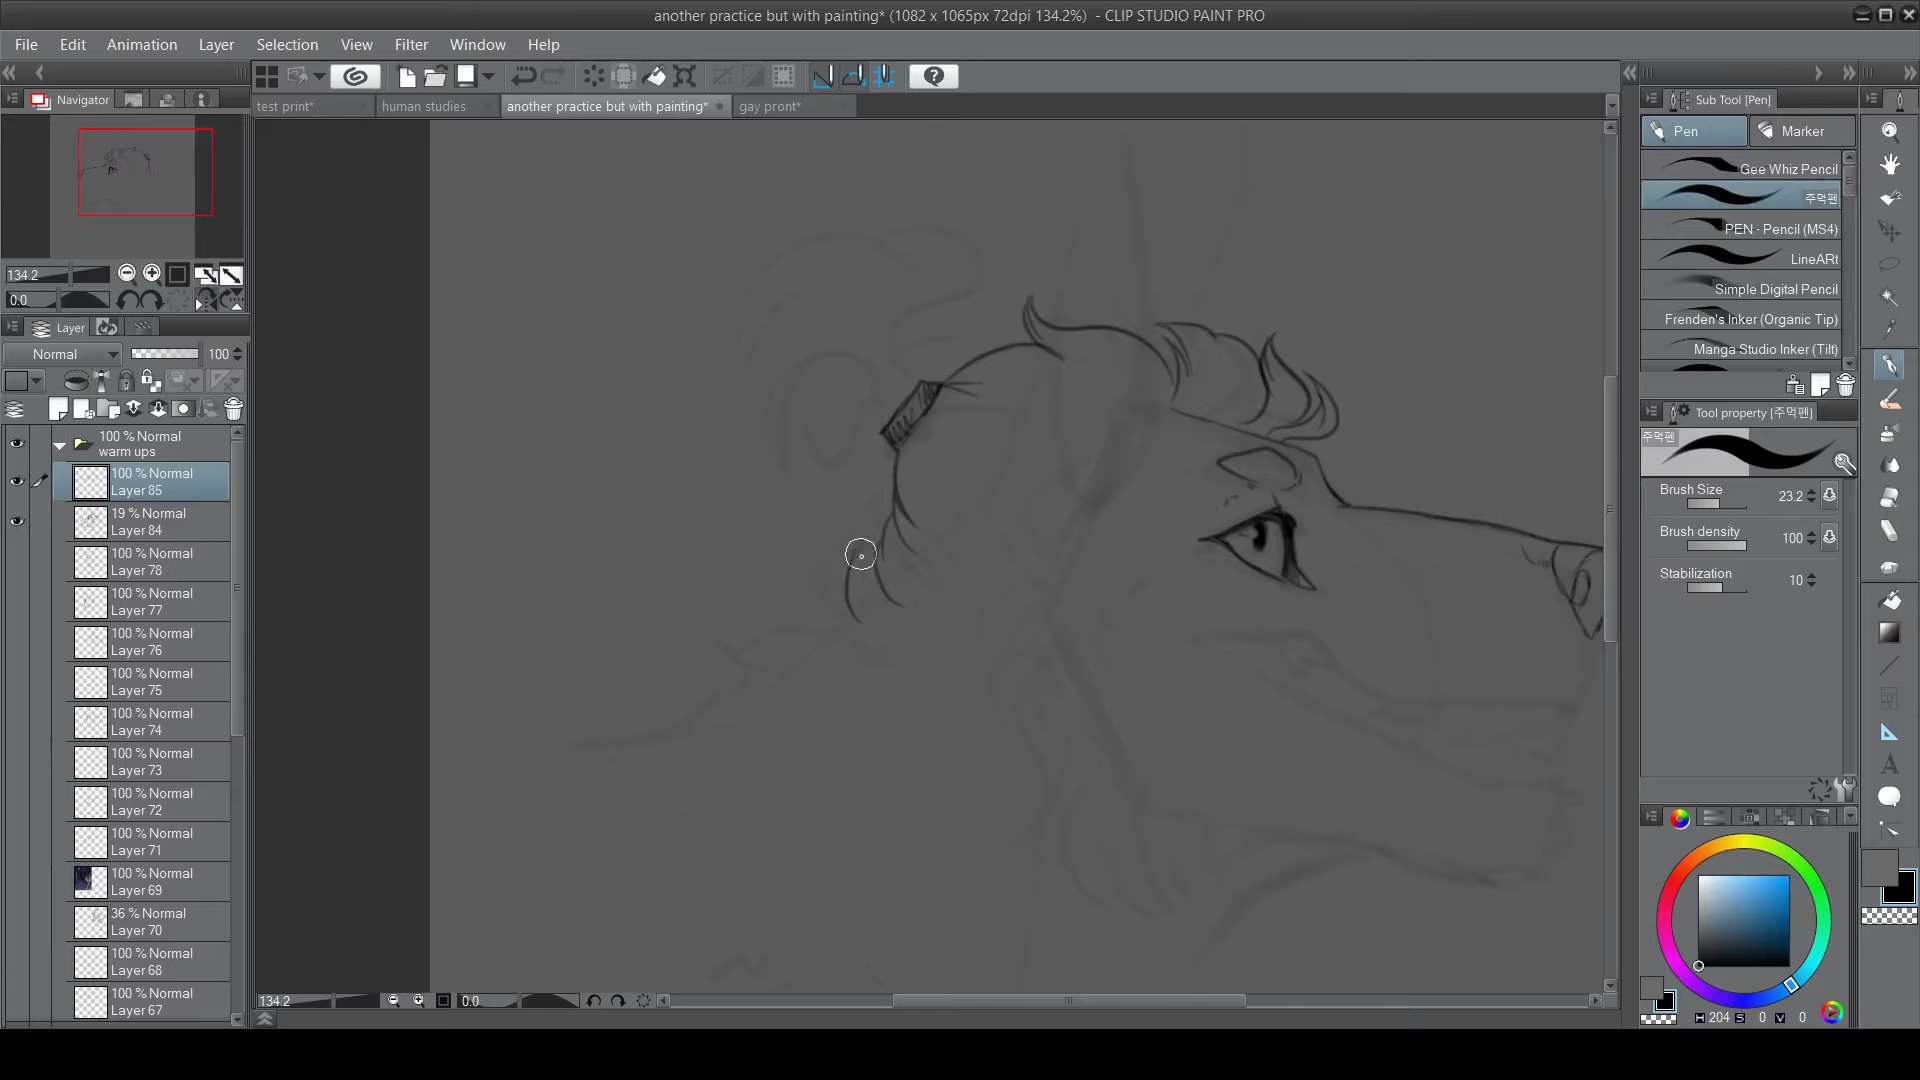 another practice but with painting* (1082 x 1065px 72dpi 134.2%) - CLIP STUDIO PAINT PRO
File Edit Animation Layer Selection View Filter Window Help
test print* human studies another practice but with painting* gay pront*
Navigator
134.2
0.0
Layer
Normal 100
100 % Normal
warm ups
100 % Normal
Layer 85
19 % Normal
Layer 84
100 % Normal
Layer 78
100 % Normal
Layer 77
100 % Normal
Layer 76
100 % Normal
Layer 75
100 % Normal
Layer 74
100 % Normal
Layer 73
100 % Normal
Layer 72
100 % Normal
Layer 71
100 % Normal
Layer 69
36 % Normal
Layer 70
100 % Normal
Layer 68
100 % Normal
Layer 67
134.2 0.0
Sub Tool [Pen]
Pen Marker
Gee Whiz Pencil
주먹펜
PEN - Pencil (MS4)
LineARt
Simple Digital Pencil
Frenden's Inker (Organic Tip)
Manga Studio Inker (Tilt)
Tool property [주먹펜]
주먹펜
Brush Size 23.2
Brush density 100
Stabilization 10
H 204 S 0 V 0